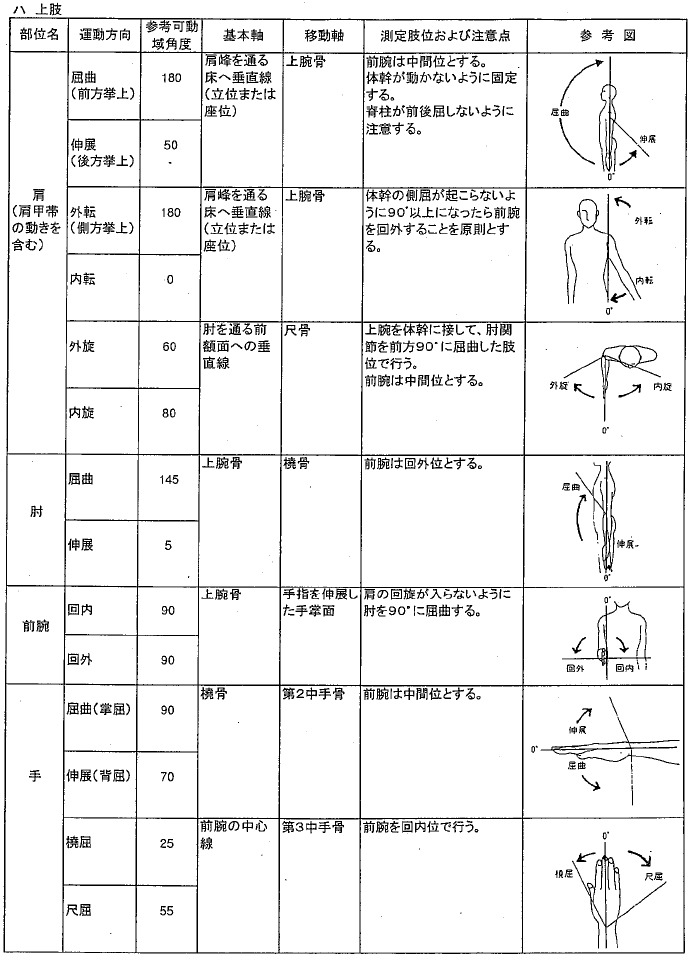 ハ 上肢
部位名 運動方向 参考可動域角度 基本軸 移動軸 測定肢位および注意点 参考図
肩
(肩甲帯
の動きを
含む)
屈曲
(前方挙上)
180
肩峰を通る
床へ垂直線
(立位または
座位)
上腕骨
前腕は中間位とする。
体幹が動かないように固定
する。
脊柱が前後屈しないように
注意する。
屈曲
伸展
0°
伸展
(後方挙上)
50
外転
(側方挙上)
180
肩峰を通る
床へ垂直線
(立位または
座位)
上腕骨
体幹の側屈が起こらないよ
うに90°以上になったら前腕
を回外することを原則とす
る。
外転
内転
0°
内転
0
外旋
60
肘を通る前
額面への垂
直線
尺骨
上腕を体幹に接して、肘関
節を前方90°に屈曲した肢
位で行う。
前腕は中間位とする。
外旋
内旋
0°
内旋
80
肘
屈曲
145
上腕骨
橈骨
前腕は回外位とする。
屈曲
伸展
0°
伸展
5
前腕
回内
90
上腕骨
手指を伸展し
た手掌面
肩の回旋が入らないように
肘を90°に屈曲する。
0°
回外
回内
回外
90
手
屈曲(掌屈)
90
橈骨
第2中手骨
前腕は中間位とする。
伸展
0°
屈曲
伸展(背屈)
70
橈屈
25
前腕の中心
線
第3中手骨
前腕を回内位で行う。
0°
橈屈
尺屈
尺屈
55